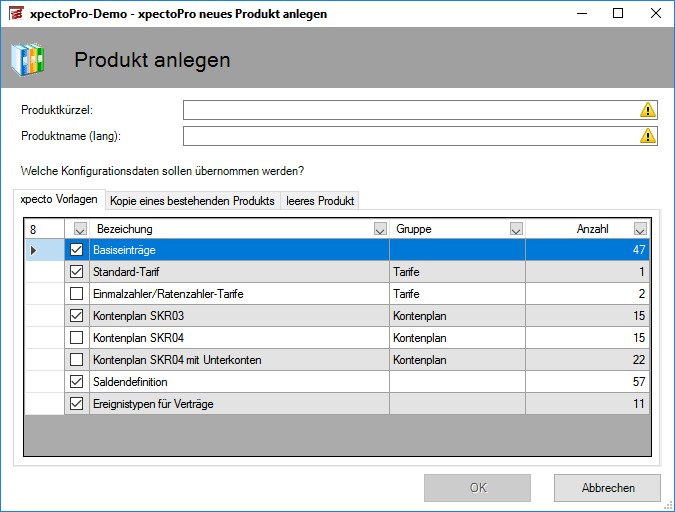 xpectoPro-Demo - xpectoPro neues Produkt anlegen
Produkt anlegen
Produktkürzel:
Produktname (lang):
Welche Konfigurationsdaten sollen übernommen werden?
xpecto Vorlagen Kopie eines bestehenden Produkts leeres Produkt
8 Bezeichung Gruppe Anzahl
Basiseinträge 47
Standard-Tarif Tarife 1
Einmalzahler/Ratenzahler-Tarife Tarife 2
Kontenplan SKR03 Kontenplan 15
Kontenplan SKR04 Kontenplan 15
Kontenplan SKR04 mit Unterkonten Kontenplan 22
Saldendefinition 57
Ereignistypen für Verträge 11
OK Abbrechen